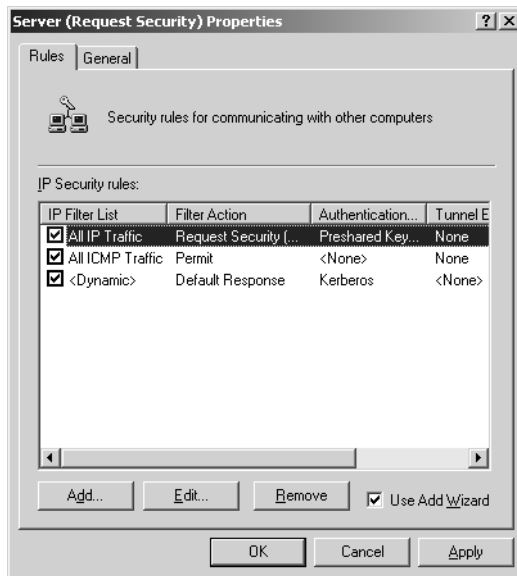 Server (Request Security) Properties
Rules General
Security rules for communicating with other computers
IP Security rules:
IP Filter List Filter Action Authentication... Tunnel E
All IP Traffic Request Security (... Preshared Key... None
All ICMP Traffic Permit <None> None
<Dynamic> Default Response Kerberos <None>
Add... Edit... Remove Use Add Wizard
OK Cancel Apply